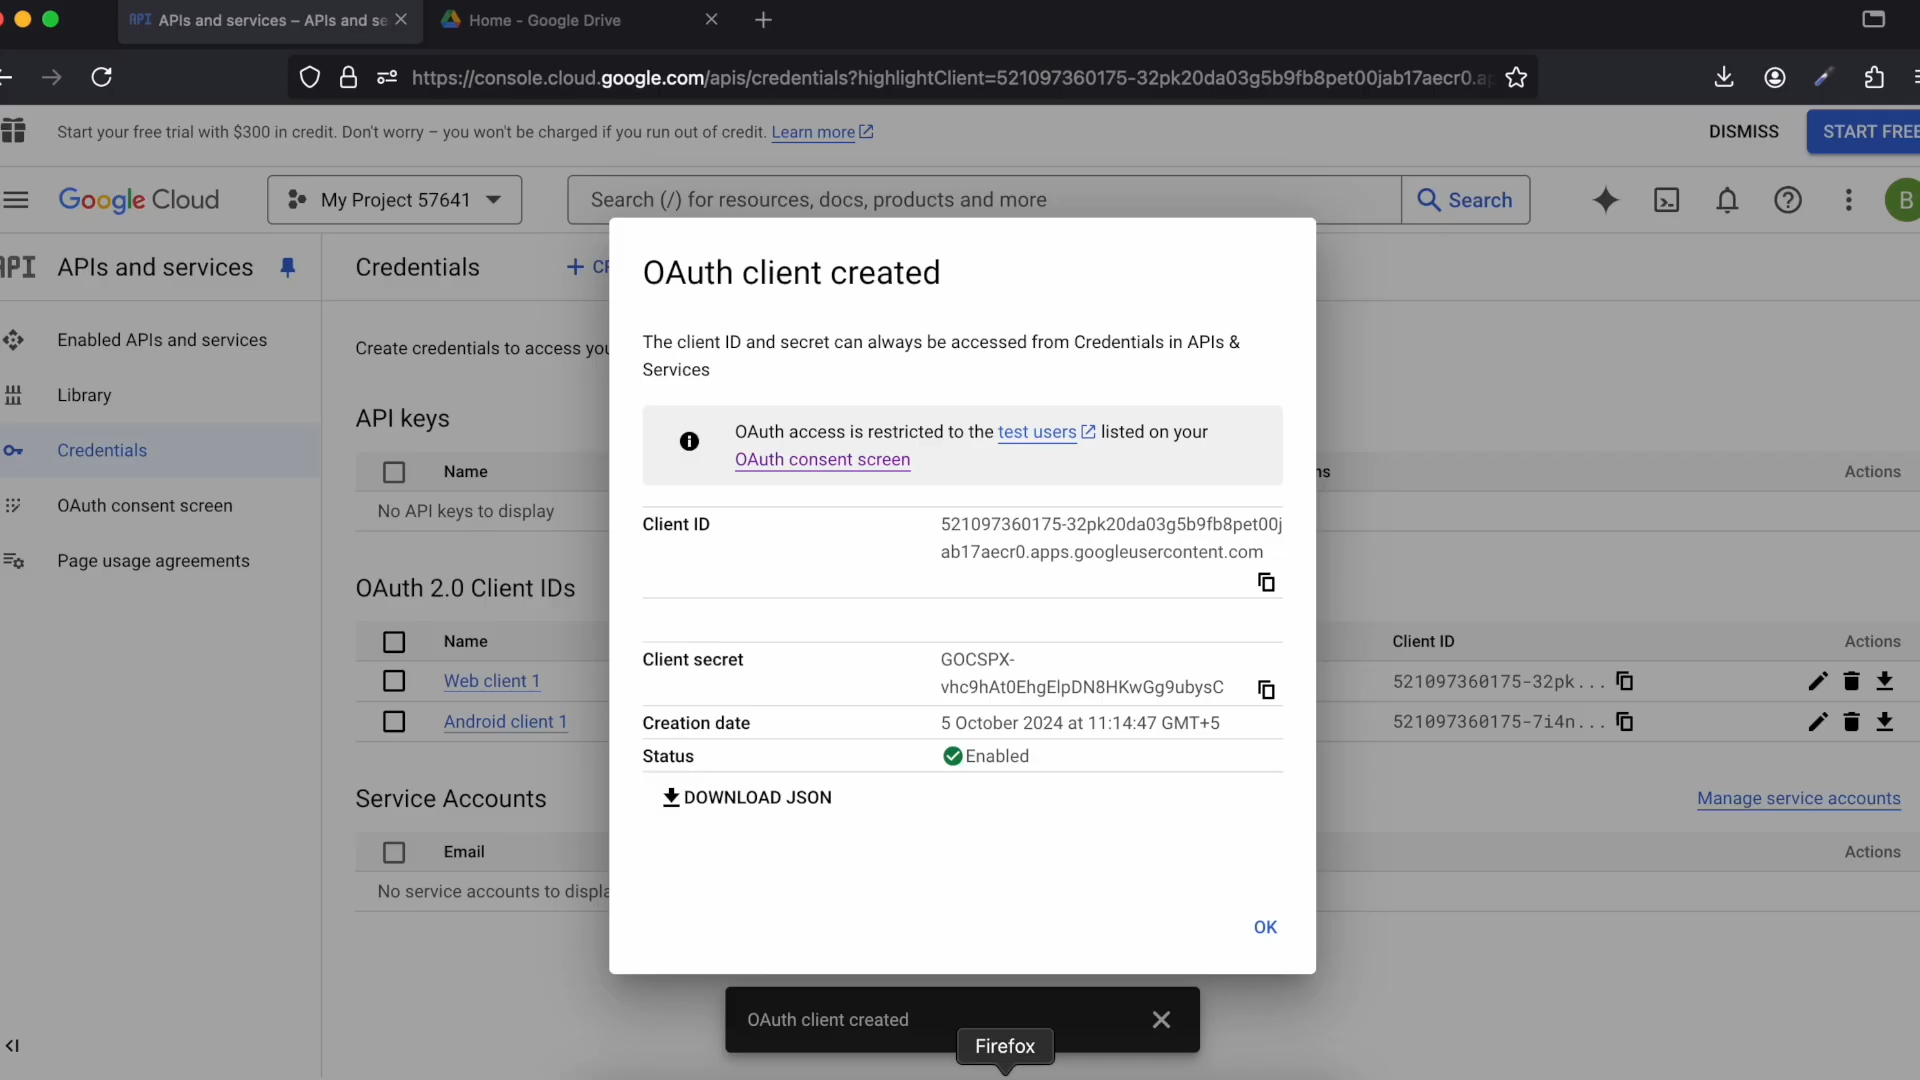 API APIs and services – APIs and se
Home - Google Drive
https://console.cloud.google.com/apis/credentials?highlightClient=521097360175-32pk20da03g5b9fb8pet00jab17aecr0.ap
Start your free trial with $300 in credit. Don't worry – you won't be charged if you run out of credit. Learn more
DISMISS
START FREE
Google Cloud
My Project 57641
Search (/) for resources, docs, products and more
Search
B
API APIs and services
Credentials
Enabled APIs and services
Library
Credentials
OAuth consent screen
Page usage agreements
Create credentials to access you
API keys
Name
ns
Actions
No API keys to display
OAuth 2.0 Client IDs
Name
Client ID
Actions
Web client 1
521097360175-32pk...
Android client 1
521097360175-7i4n...
Service Accounts
Manage service accounts
Email
Actions
No service accounts to displa
OAuth client created
The client ID and secret can always be accessed from Credentials in APIs &
Services
OAuth access is restricted to the test users listed on your
OAuth consent screen
Client ID
521097360175-32pk20da03g5b9fb8pet00j
ab17aecr0.apps.googleusercontent.com
Client secret
GOCSPX-
vhc9hAt0EhgElpDN8HKwGg9ubysC
Creation date
5 October 2024 at 11:14:47 GMT+5
Status
Enabled
DOWNLOAD JSON
OK
OAuth client created
Firefox